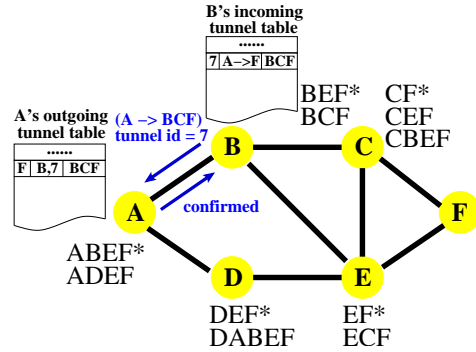 B's incoming
tunnel table
......
7 A->F BCF
BEF*
BCF
CF*
CEF
CBEF
A's outgoing
tunnel table
......
F B,7 BCF
(A -> BCF)
tunnel id = 7
confirmed
B
C
A
F
ABEF*
ADEF
D
E
DEF*
DABEF
EF*
ECF